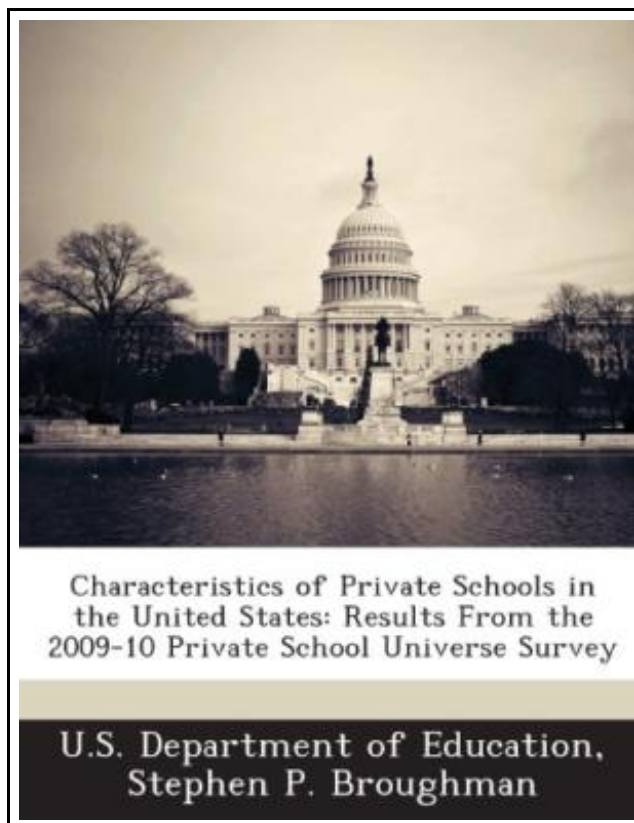 Characteristics of Private Schools in
the United States: Results From the
2009-10 Private School Universe Survey
U.S. Department of Education,
Stephen P. Broughman